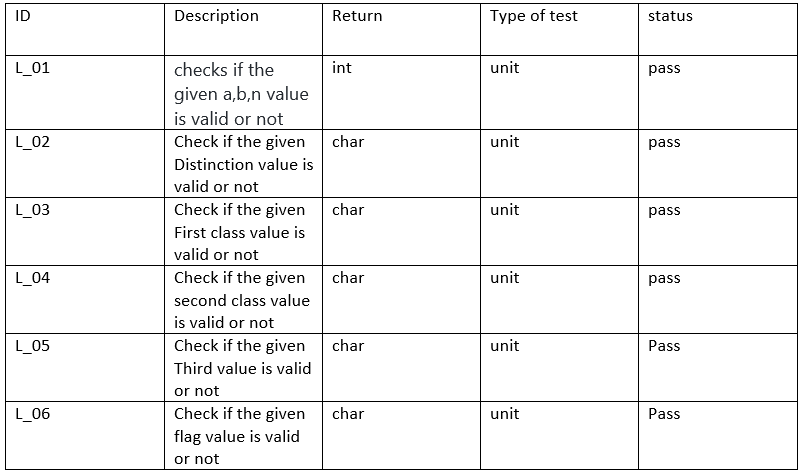 ID Description Return Type of test status
L_01 checks if the int unit pass
given a,b,n value
is valid or not
L_02 Check if the given char unit pass
Distinction value is
valid or not
L_03 Check if the given char unit pass
First class value is
valid or not
L_04 Check if the given char unit pass
second class value
is valid or not
L_05 Check if the given char unit Pass
Third value is valid
or not
L_06 Check if the given char unit Pass
flag value is valid
or not